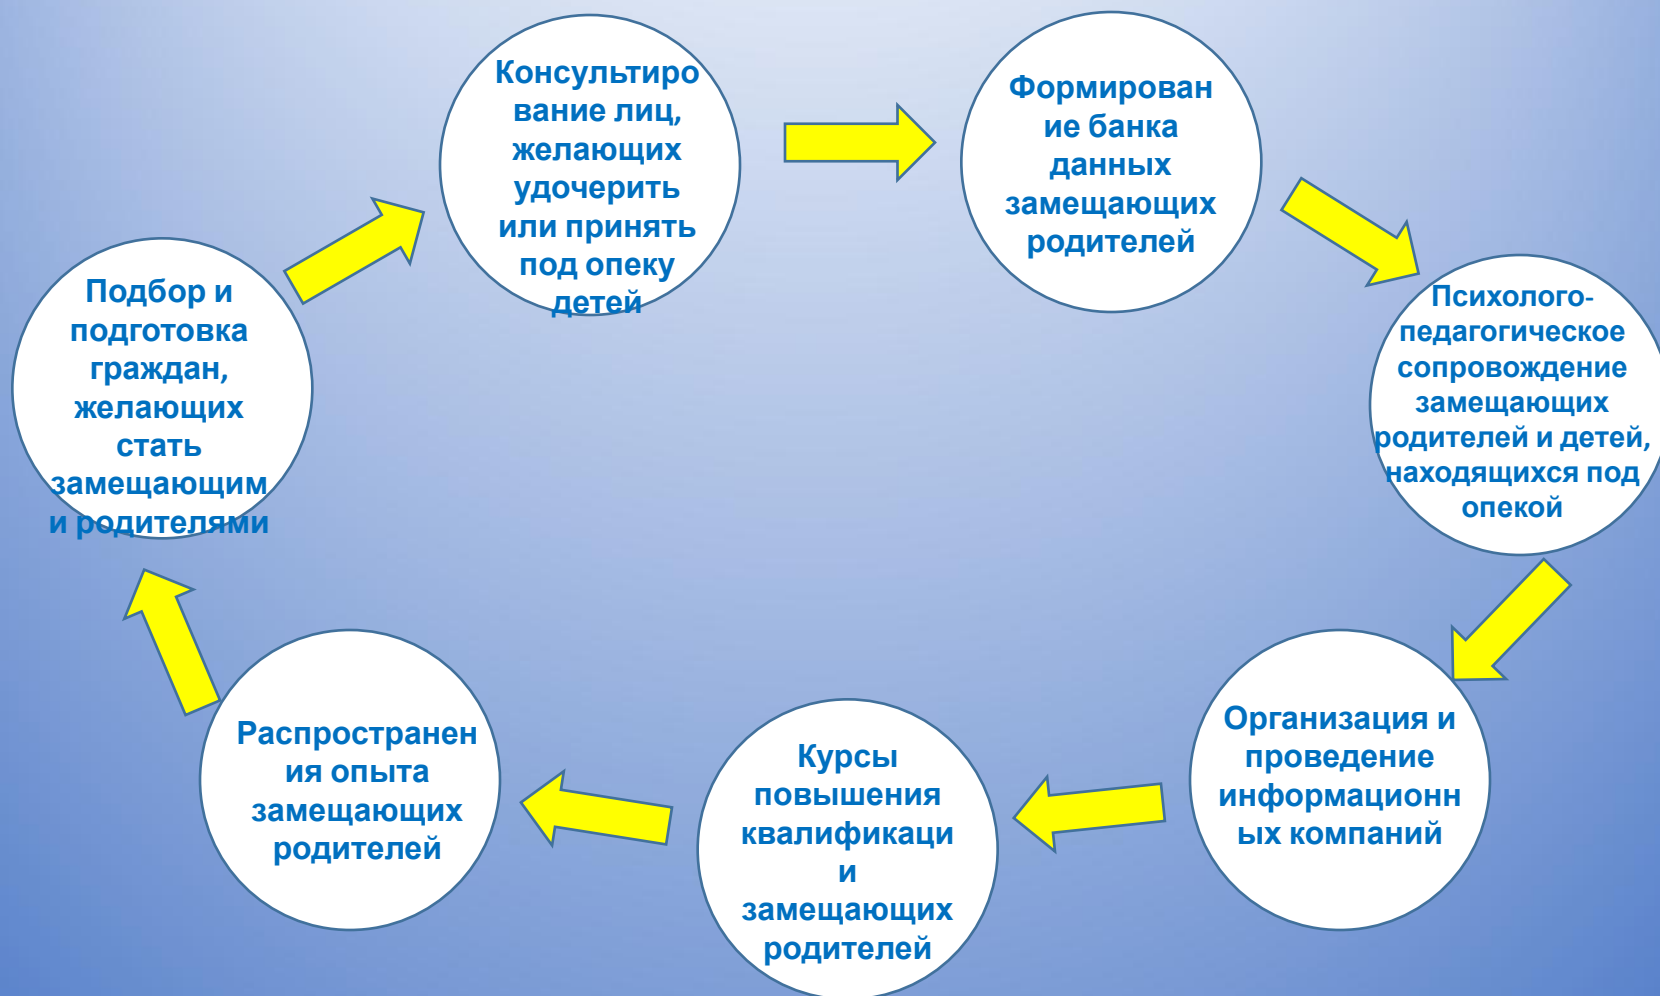 Консультиро
вание лиц,
желающих
удочерить
или принять
под опеку
детей
Формирован
ие банка
данных
замещающих
родителей
Психолого-
педагогическое
сопровождение
замещающих
родителей и детей,
находящихся под
опекой
Организация и
проведение
информационн
ых компаний
Курсы
повышения
квалификаци
и
замещающих
родителей
Распространен
ия опыта
замещающих
родителей
Подбор и
подготовка
граждан,
желающих
стать
замещающим
и родителями